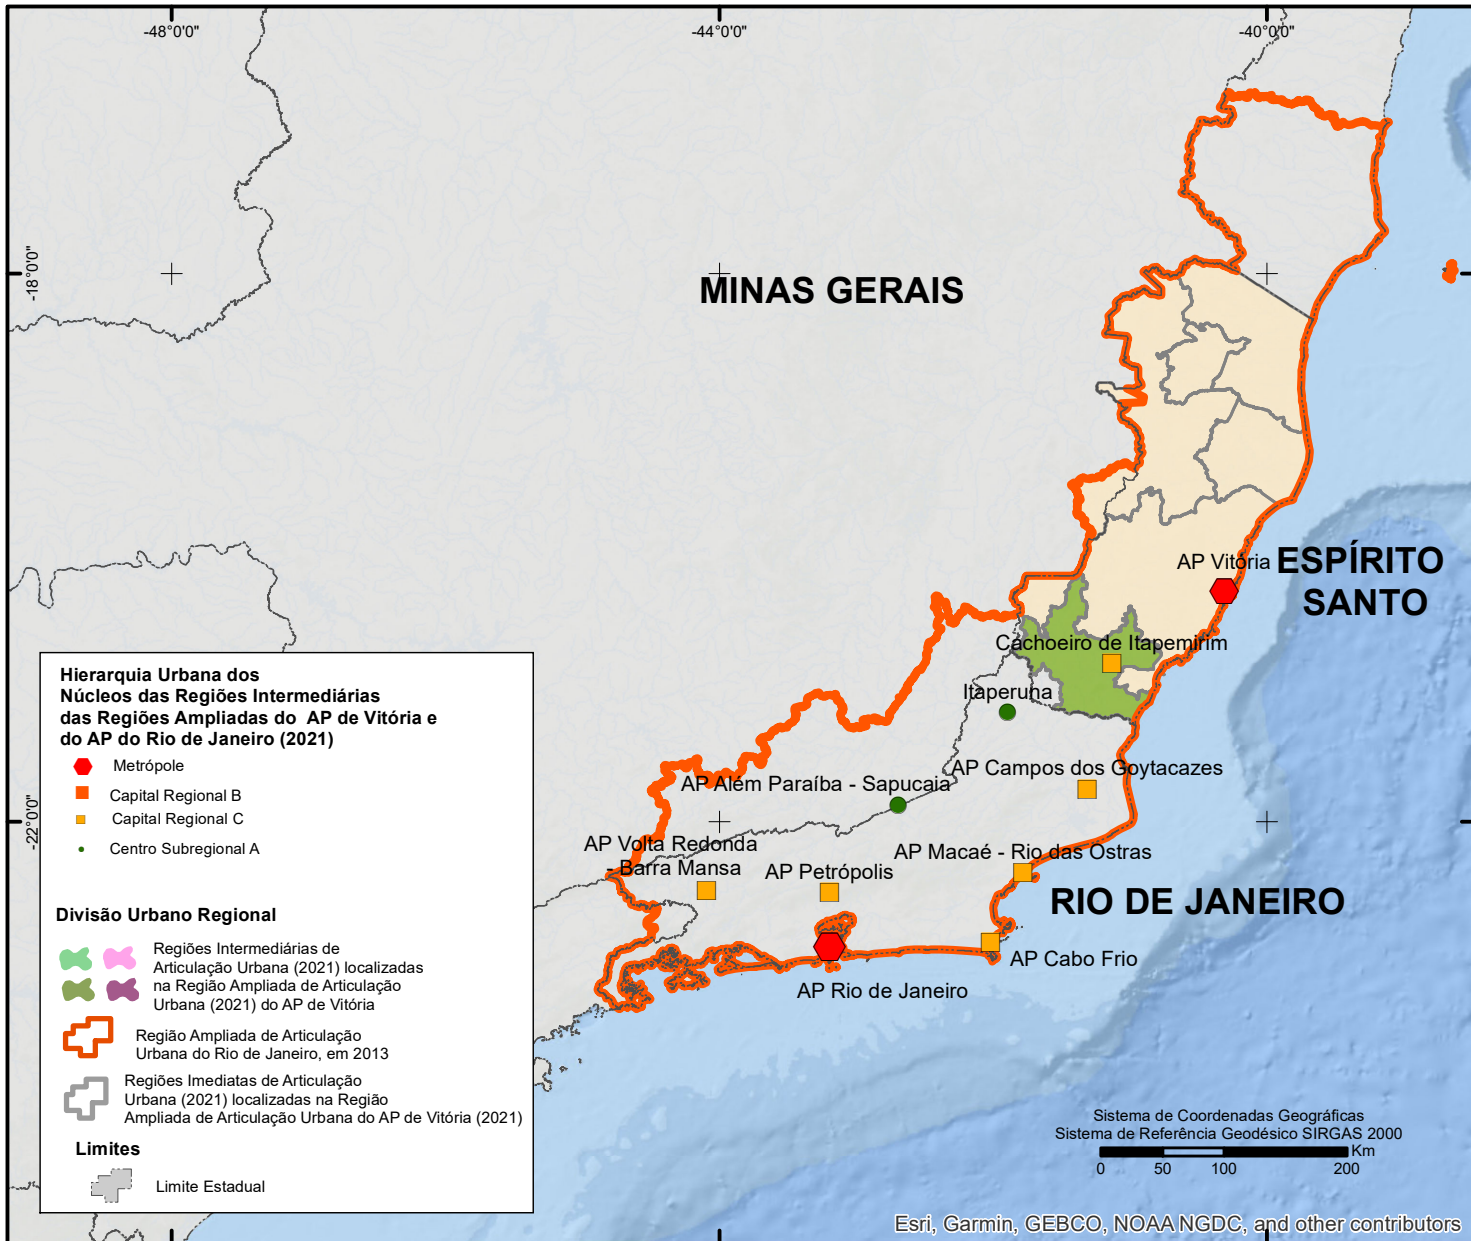 -48°0'0"
-44°0'0"
-40°0'0"
-18°0'0"
MINAS GERAIS
AP Vitória
ESPÍRITO
SANTO
Cachoeiro de Itapemirim
Itaperuna
AP Campos dos Goytacazes
AP Além Paraíba - Sapucaia
-22°0'0"
AP Volta Redonda
- Barra Mansa
AP Petrópolis
AP Macaé - Rio das Ostras
RIO DE JANEIRO
AP Cabo Frio
AP Rio de Janeiro
Hierarquia Urbana dos
Núcleos das Regiões Intermediárias
das Regiões Ampliadas do AP de Vitória e
do AP do Rio de Janeiro (2021)
Metrópole
Capital Regional B
Capital Regional C
Centro Subregional A
Divisão Urbano Regional
Regiões Intermediárias de
Articulação Urbana (2021) localizadas
na Região Ampliada de Articulação
Urbana (2021) do AP de Vitória
Região Ampliada de Articulação
Urbana do Rio de Janeiro, em 2013
Regiões Imediatas de Articulação
Urbana (2021) localizadas na Região
Ampliada de Articulação Urbana do AP de Vitória (2021)
Limites
Limite Estadual
Sistema de Coordenadas Geográficas
Sistema de Referência Geodésico SIRGAS 2000
Km
0 50 100 200
Esri, Garmin, GEBCO, NOAA NGDC, and other contributors